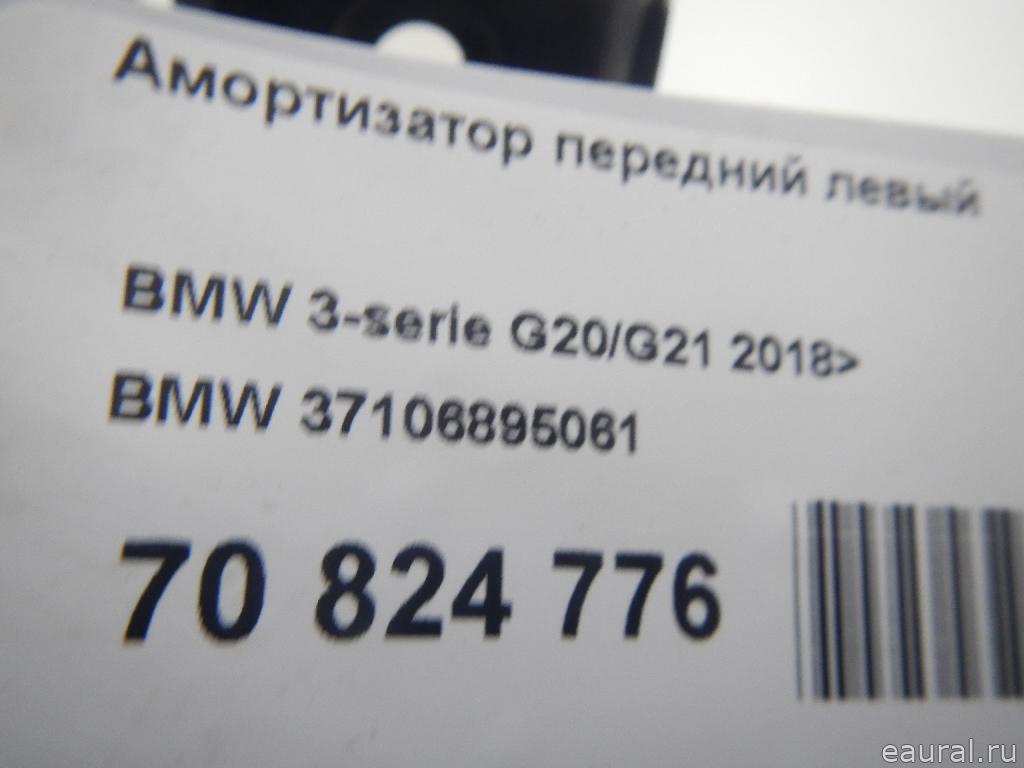 Амортизатор передний левый
BMW 3-serie G20/G21 2018>
BMW 37106895061
70 824 776
eaural.ru